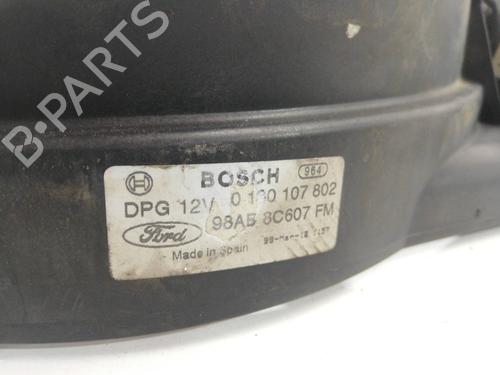 B-PARTS
BOSCH 964
DPG 12V 0 130 107 802
Ford 98AB 8C607 FM
Made in Spain